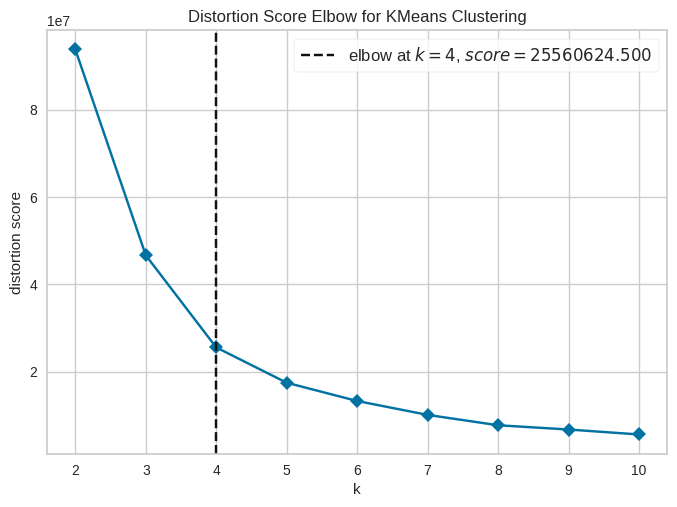 Distortion Score Elbow for KMeans Clustering
1e7
elbow at k = 4, score = 25560624.500
8
6
4
2
distortion score
2 3 4 5 6 7 8 9 10
k